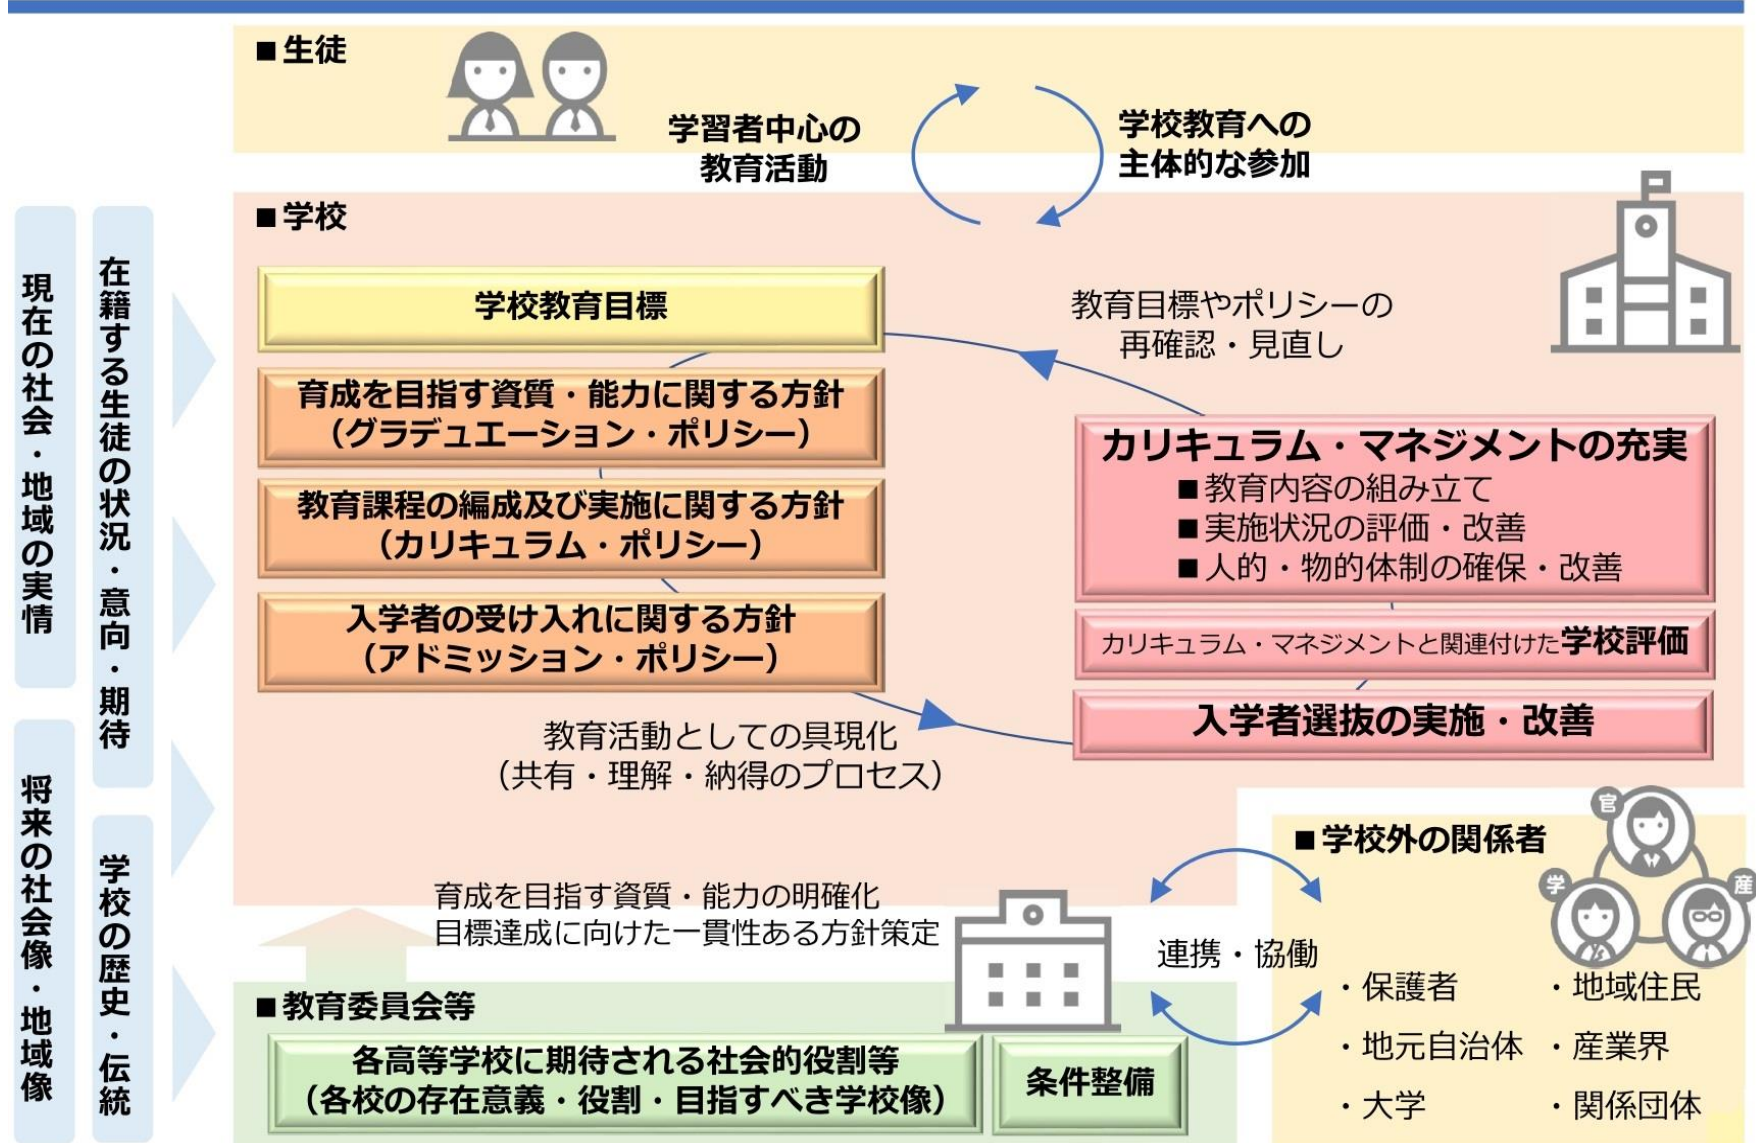 ■生徒
学習者中心の
教育活動
学校教育への
主体的な参加
現在の社会・地域の実情
在籍する生徒の状況・意向・期待
将来の社会像・地域像
学校の歴史・伝統
■学校
学校教育目標
育成を目指す資質・能力に関する方針
（グラデュエーション・ポリシー）
教育課程の編成及び実施に関する方針
（カリキュラム・ポリシー）
入学者の受け入れに関する方針
（アドミッション・ポリシー）
教育目標やポリシーの
再確認・見直し
カリキュラム・マネジメントの充実
■教育内容の組み立て
■実施状況の評価・改善
■人的・物的体制の確保・改善
カリキュラム・マネジメントと関連付けた学校評価
入学者選抜の実施・改善
教育活動としての具現化
（共有・理解・納得のプロセス）
育成を目指す資質・能力の明確化
目標達成に向けた一貫性ある方針策定
■教育委員会等
各高等学校に期待される社会的役割等
（各校の存在意義・役割・目指すべき学校像）
条件整備
連携・協働
■学校外の関係者
官
学
産
・保護者
・地域住民
・地元自治体
・産業界
・大学
・関係団体